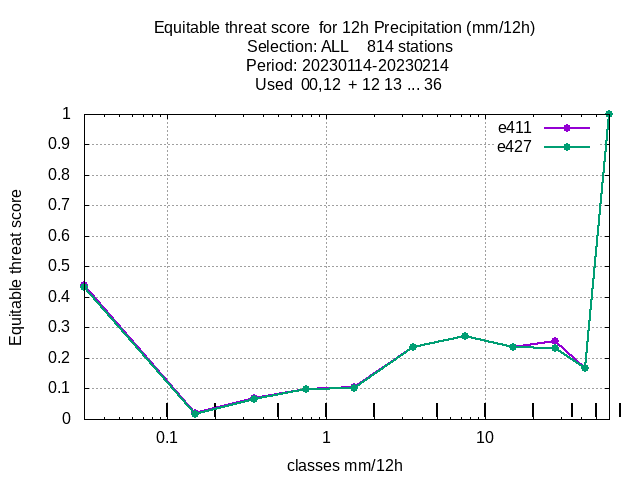 Equitable threat score  for 12h Precipitation (mm/12h)
Selection: ALL    814 stations
Period: 20230114-20230214
Used  00,12  + 12 13 ... 36
e411
e427
1
0.9
0.8
0.7
0.6
0.5
0.4
0.3
0.2
0.1
0
Equitable threat score
0.1
1
10
classes mm/12h